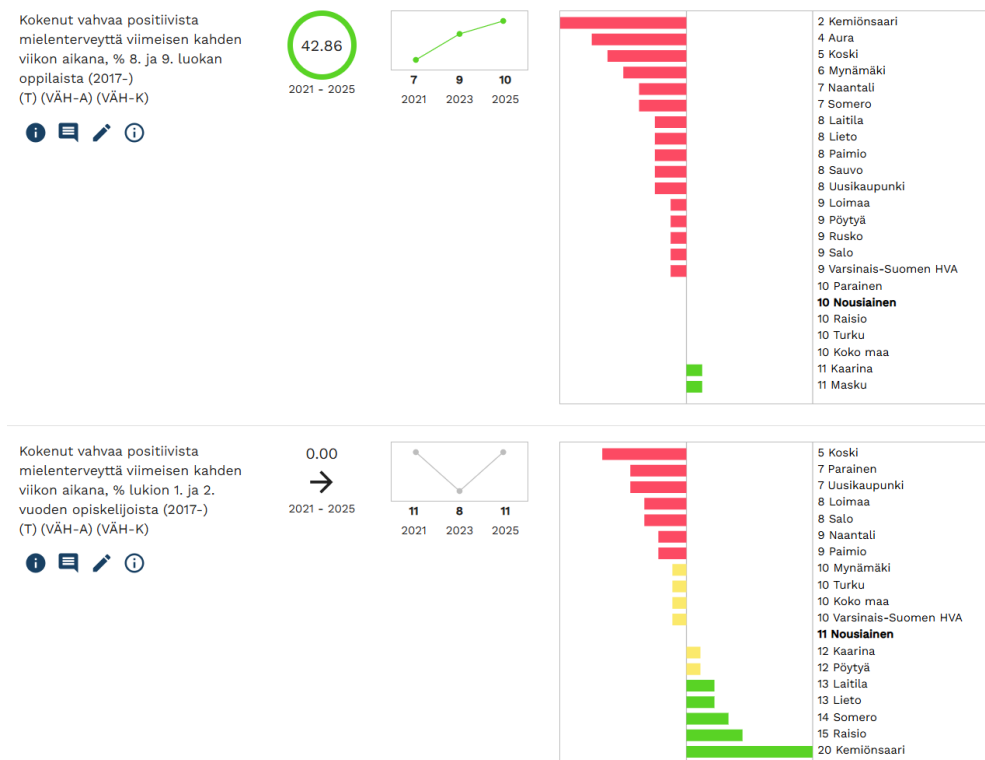 Kokenut vahvaa positiivista
mielenterveyttä viimeisen kahden
viikon aikana, % 8. ja 9. luokan
oppilaista (2017-)
(T) (VÄH-A) (VÄH-K)
42.86
2021 - 2025
7 9 10
2021 2023 2025
2 Kemiönsaari
4 Aura
5 Koski
6 Mynämäki
7 Naantali
7 Somero
8 Laitila
8 Lieto
8 Paimio
8 Sauvo
8 Uusikaupunki
9 Loimaa
9 Pöytyä
9 Rusko
9 Salo
9 Varsinais-Suomen HVA
10 Parainen
10 Nousiainen
10 Raisio
10 Turku
10 Koko maa
11 Kaarina
11 Masku
Kokenut vahvaa positiivista
mielenterveyttä viimeisen kahden
viikon aikana, % lukion 1. ja 2.
vuoden opiskelijoista (2017-)
(T) (VÄH-A) (VÄH-K)
0.00
2021 - 2025
11 8 11
2021 2023 2025
5 Koski
7 Parainen
7 Uusikaupunki
8 Loimaa
8 Salo
9 Naantali
9 Paimio
10 Mynämäki
10 Turku
10 Koko maa
10 Varsinais-Suomen HVA
11 Nousiainen
12 Kaarina
12 Pöytyä
13 Laitila
13 Lieto
14 Somero
15 Raisio
20 Kemiönsaari